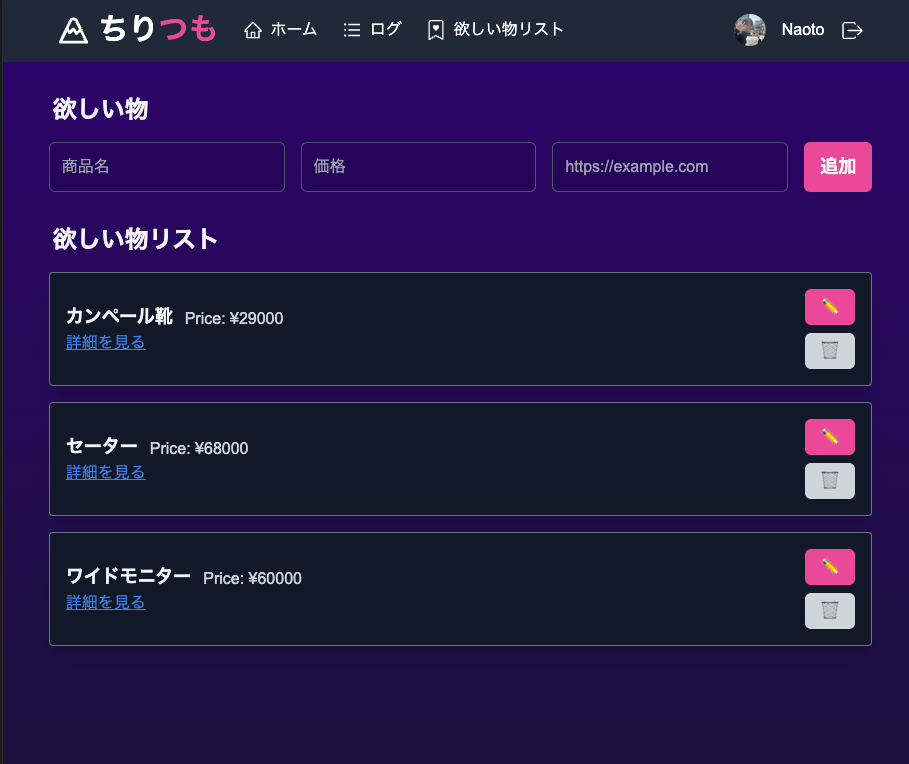 ちりつも ホーム ログ 欲しい物リスト Naoto
欲しい物
商品名 価格 https://example.com 追加
欲しい物リスト
カンペール靴 Price: ¥29000
詳細を見る
セーター Price: ¥68000
詳細を見る
ワイドモニター Price: ¥60000
詳細を見る